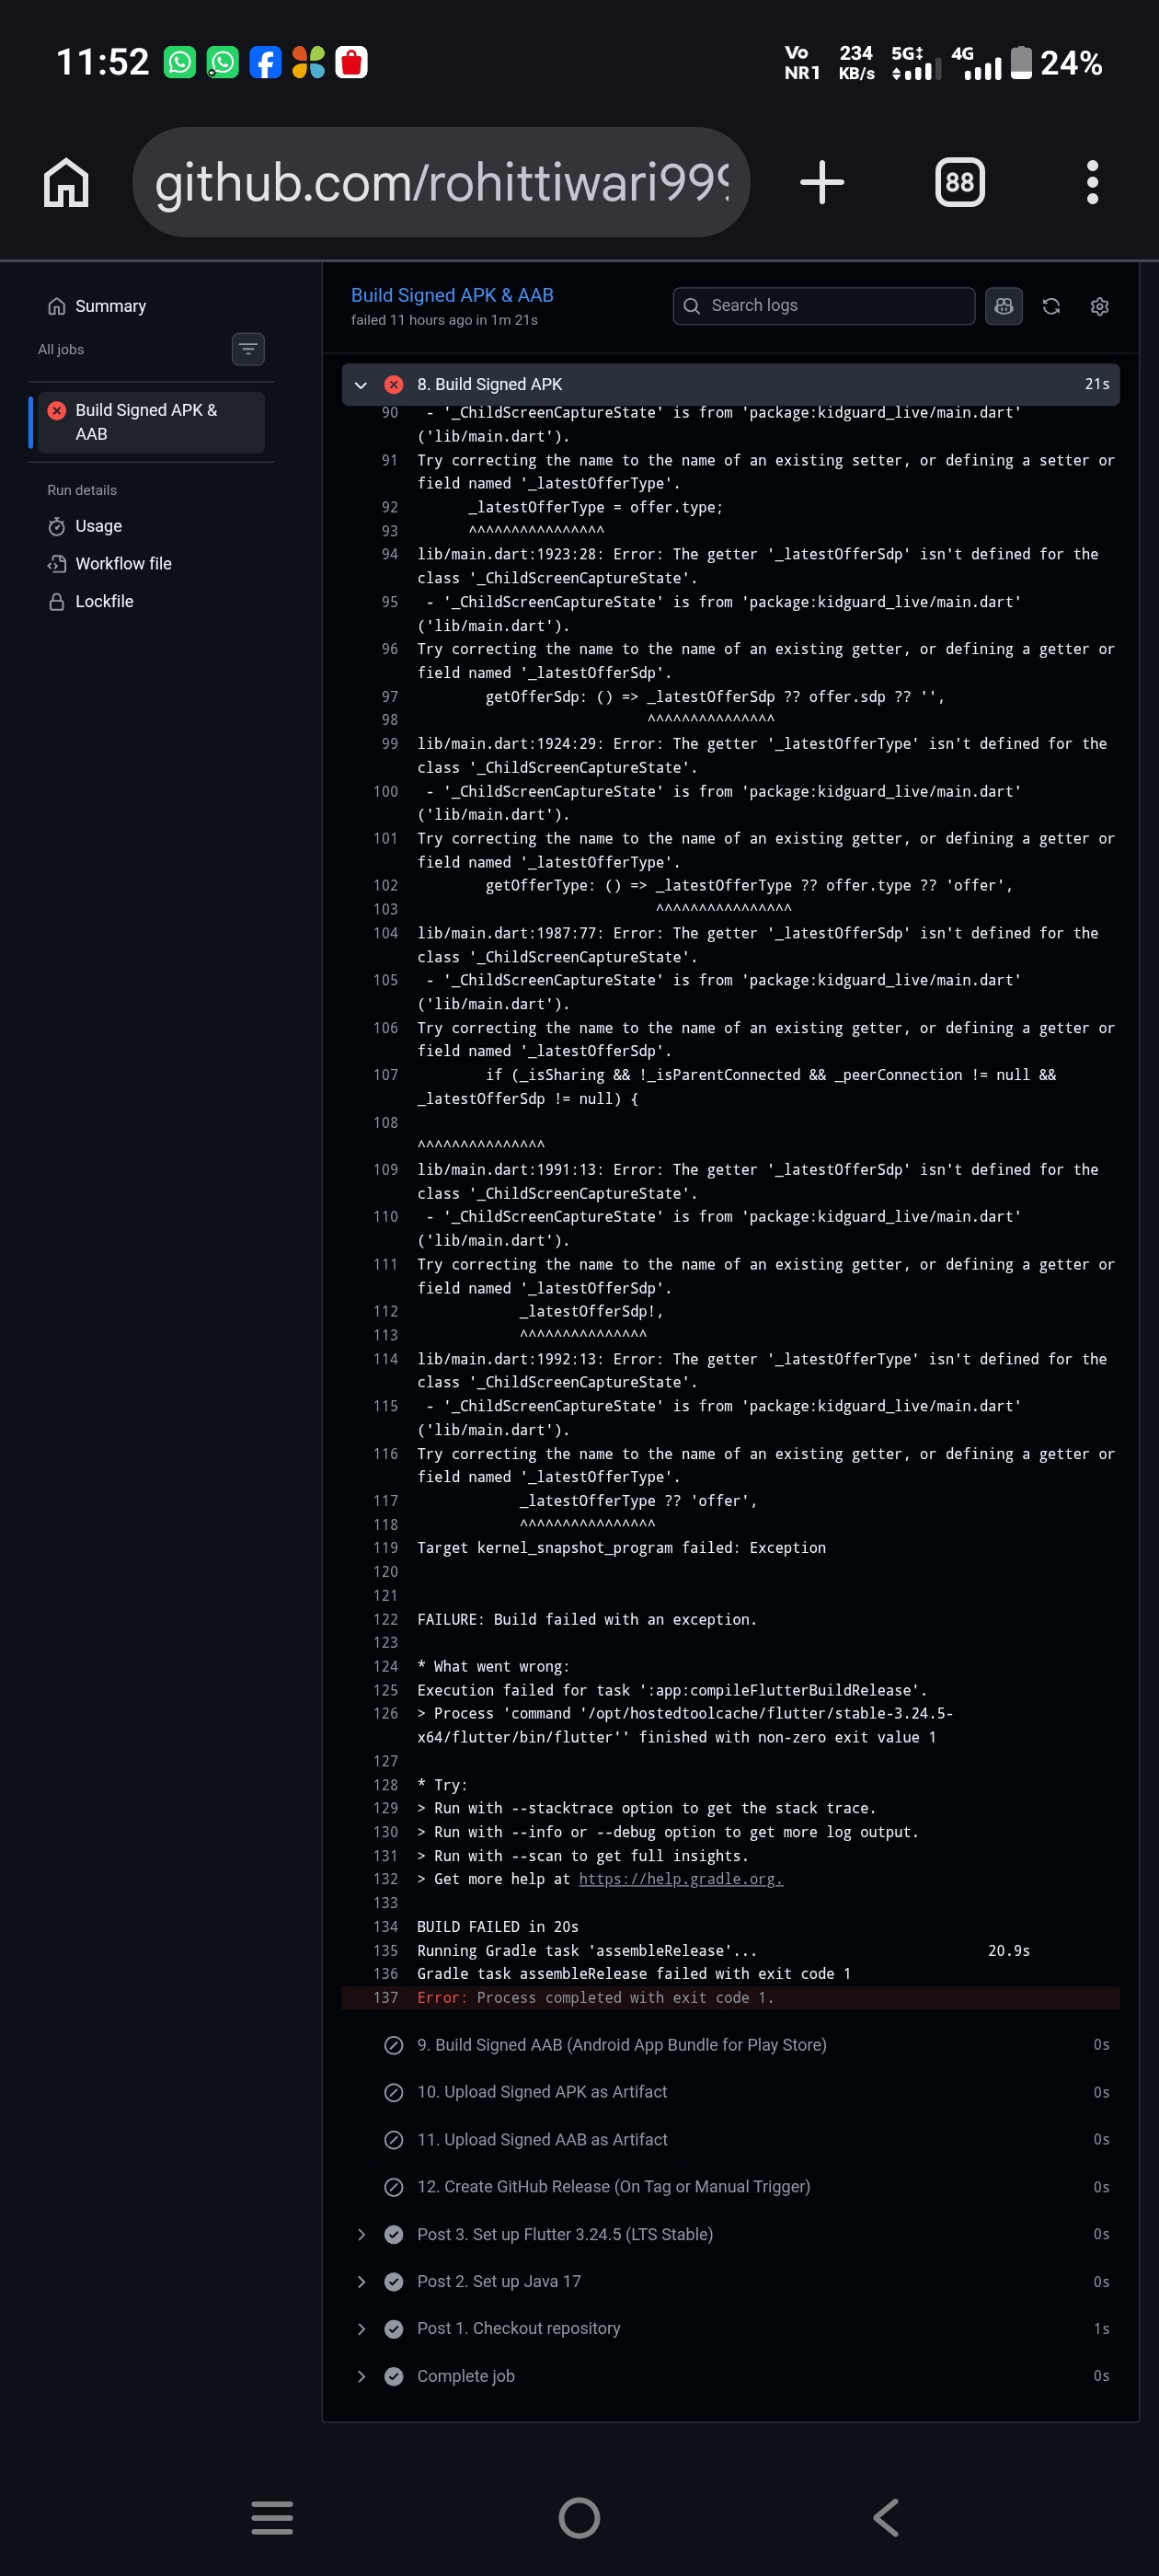 11:52
Vo NR1 234 KB/s 5G 4G 24%
github.com/rohittiwari999
88
Summary
All jobs
Build Signed APK & AAB
Run details
Usage
Workflow file
Lockfile
Build Signed APK & AAB
failed 11 hours ago in 1m 21s
Search logs
8. Build Signed APK 21s
90 - '_ChildScreenCaptureState' is from 'package:kidguard_live/main.dart'
('lib/main.dart').
91 Try correcting the name to the name of an existing setter, or defining a setter or
field named '_latestOfferType'.
92 _latestOfferType = offer.type;
93 ^^^^^^^^^^^^^^^^
94 lib/main.dart:1923:28: Error: The getter '_latestOfferSdp' isn't defined for the
class '_ChildScreenCaptureState'.
95 - '_ChildScreenCaptureState' is from 'package:kidguard_live/main.dart'
('lib/main.dart').
96 Try correcting the name to the name of an existing getter, or defining a getter or
field named '_latestOfferSdp'.
97 getOfferSdp: () => _latestOfferSdp ?? offer.sdp ?? '',
98 ^^^^^^^^^^^^^^^
99 lib/main.dart:1924:29: Error: The getter '_latestOfferType' isn't defined for the
class '_ChildScreenCaptureState'.
100 - '_ChildScreenCaptureState' is from 'package:kidguard_live/main.dart'
('lib/main.dart').
101 Try correcting the name to the name of an existing getter, or defining a getter or
field named '_latestOfferType'.
102 getOfferType: () => _latestOfferType ?? offer.type ?? 'offer',
103 ^^^^^^^^^^^^^^^^
104 lib/main.dart:1987:77: Error: The getter '_latestOfferSdp' isn't defined for the
class '_ChildScreenCaptureState'.
105 - '_ChildScreenCaptureState' is from 'package:kidguard_live/main.dart'
('lib/main.dart').
106 Try correcting the name to the name of an existing getter, or defining a getter or
field named '_latestOfferSdp'.
107 if (_isSharing && !_isParentConnected && _peerConnection != null &&
_latestOfferSdp != null) {
108
^^^^^^^^^^^^^^^
109 lib/main.dart:1991:13: Error: The getter '_latestOfferSdp' isn't defined for the
class '_ChildScreenCaptureState'.
110 - '_ChildScreenCaptureState' is from 'package:kidguard_live/main.dart'
('lib/main.dart').
111 Try correcting the name to the name of an existing getter, or defining a getter or
field named '_latestOfferSdp'.
112 _latestOfferSdp!,
113 ^^^^^^^^^^^^^^^
114 lib/main.dart:1992:13: Error: The getter '_latestOfferType' isn't defined for the
class '_ChildScreenCaptureState'.
115 - '_ChildScreenCaptureState' is from 'package:kidguard_live/main.dart'
('lib/main.dart').
116 Try correcting the name to the name of an existing getter, or defining a getter or
field named '_latestOfferType'.
117 _latestOfferType ?? 'offer',
118 ^^^^^^^^^^^^^^^^
119 Target kernel_snapshot_program failed: Exception
120
121
122 FAILURE: Build failed with an exception.
123
124 * What went wrong:
125 Execution failed for task ':app:compileFlutterBuildRelease'.
126 > Process 'command '/opt/hostedtoolcache/flutter/stable-3.24.5-
x64/flutter/bin/flutter'' finished with non-zero exit value 1
127
128 * Try:
129 > Run with --stacktrace option to get the stack trace.
130 > Run with --info or --debug option to get more log output.
131 > Run with --scan to get full insights.
132 > Get more help at https://help.gradle.org.
133
134 BUILD FAILED in 20s
135 Running Gradle task 'assembleRelease'... 20.9s
136 Gradle task assembleRelease failed with exit code 1
137 Error: Process completed with exit code 1.
9. Build Signed AAB (Android App Bundle for Play Store) 0s
10. Upload Signed APK as Artifact 0s
11. Upload Signed AAB as Artifact 0s
12. Create GitHub Release (On Tag or Manual Trigger) 0s
Post 3. Set up Flutter 3.24.5 (LTS Stable) 0s
Post 2. Set up Java 17 0s
Post 1. Checkout repository 1s
Complete job 0s